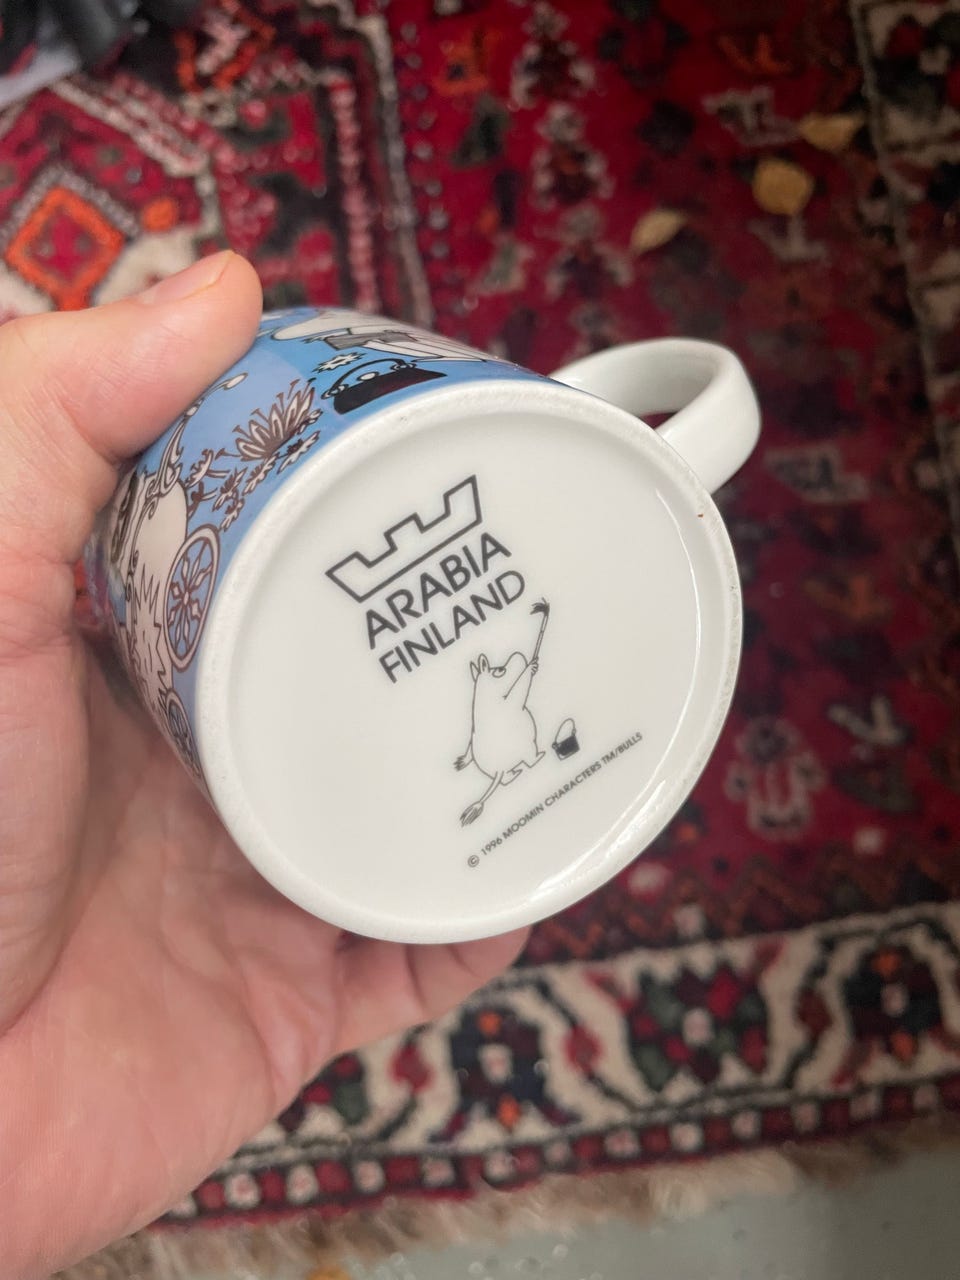 ARABIA
FINLAND
© 1996 MOOMIN CHARACTERS TM/BULLS